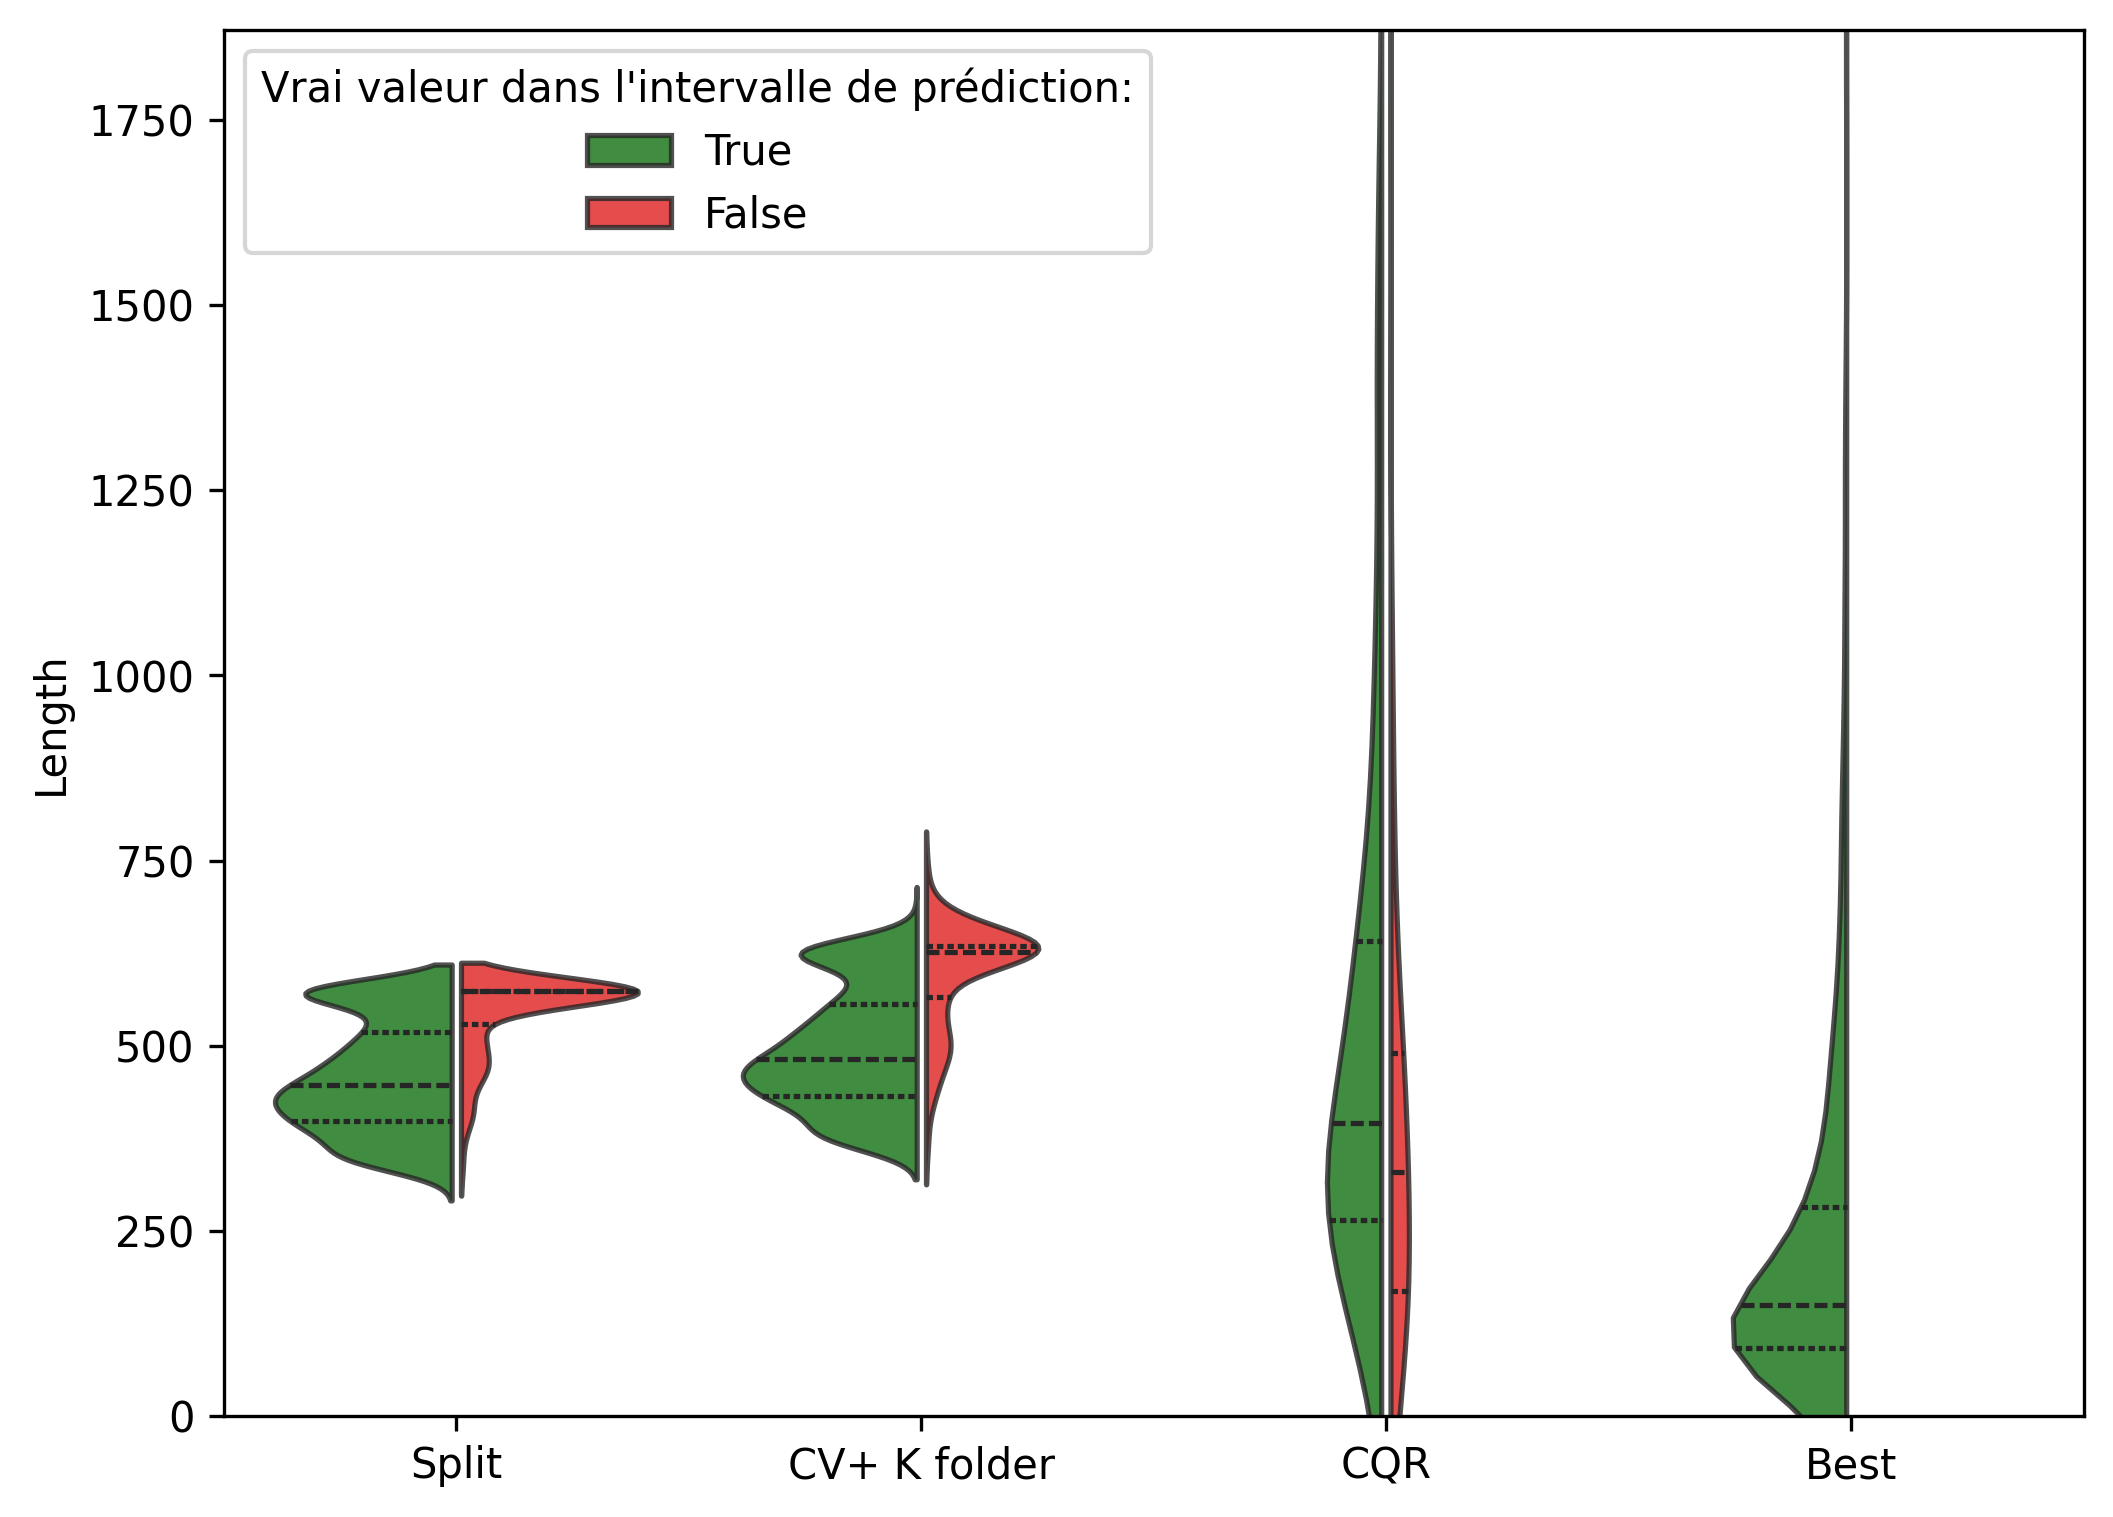 Vrai valeur dans l'intervalle de prédiction:
True
False
1750
1500
1250
1000
750
500
250
0
Length
Split
CV+ K folder
CQR
Best